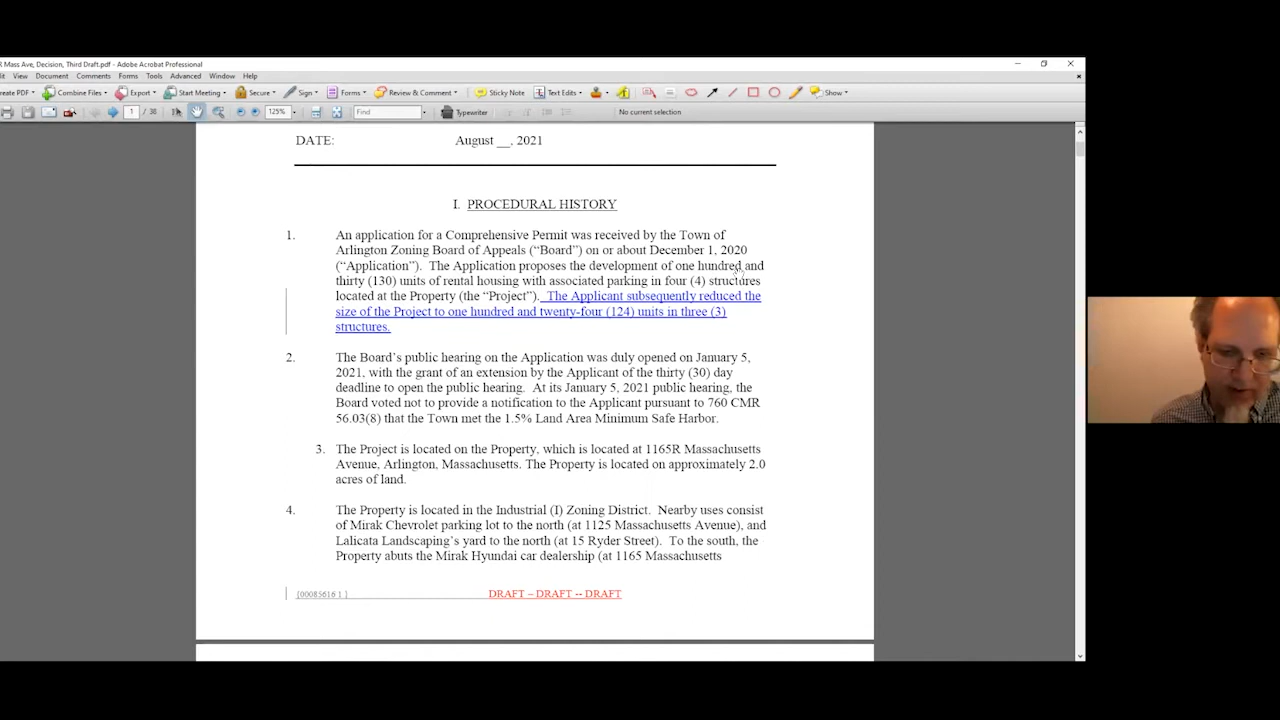 R Mass Ave, Decision, Third Draft.pdf - Adobe Acrobat Professional
it View Document Comments Forms Tools Advanced Window Help
reate PDF Combine Files Export Start Meeting Secure Sign Forms Review & Comment Sticky Note Text Edits Show
1 / 38 125% Find Typewriter No current selection
DATE: August __, 2021
I. PROCEDURAL HISTORY
1. An application for a Comprehensive Permit was received by the Town of
Arlington Zoning Board of Appeals (“Board”) on or about December 1, 2020
(“Application”). The Application proposes the development of one hundred and
thirty (130) units of rental housing with associated parking in four (4) structures
located at the Property (the “Project”). The Applicant subsequently reduced the
size of the Project to one hundred and twenty-four (124) units in three (3)
structures.
2. The Board’s public hearing on the Application was duly opened on January 5,
2021, with the grant of an extension by the Applicant of the thirty (30) day
deadline to open the public hearing. At its January 5, 2021 public hearing, the
Board voted not to provide a notification to the Applicant pursuant to 760 CMR
56.03(8) that the Town met the 1.5% Land Area Minimum Safe Harbor.
3. The Project is located on the Property, which is located at 1165R Massachusetts
Avenue, Arlington, Massachusetts. The Property is located on approximately 2.0
acres of land.
4. The Property is located in the Industrial (I) Zoning District. Nearby uses consist
of Mirak Chevrolet parking lot to the north (at 1125 Massachusetts Avenue), and
Lalicata Landscaping’s yard to the north (at 15 Ryder Street). To the south, the
Property abuts the Mirak Hyundai car dealership (at 1165 Massachusetts
[00085616 1 ] DRAFT – DRAFT -- DRAFT